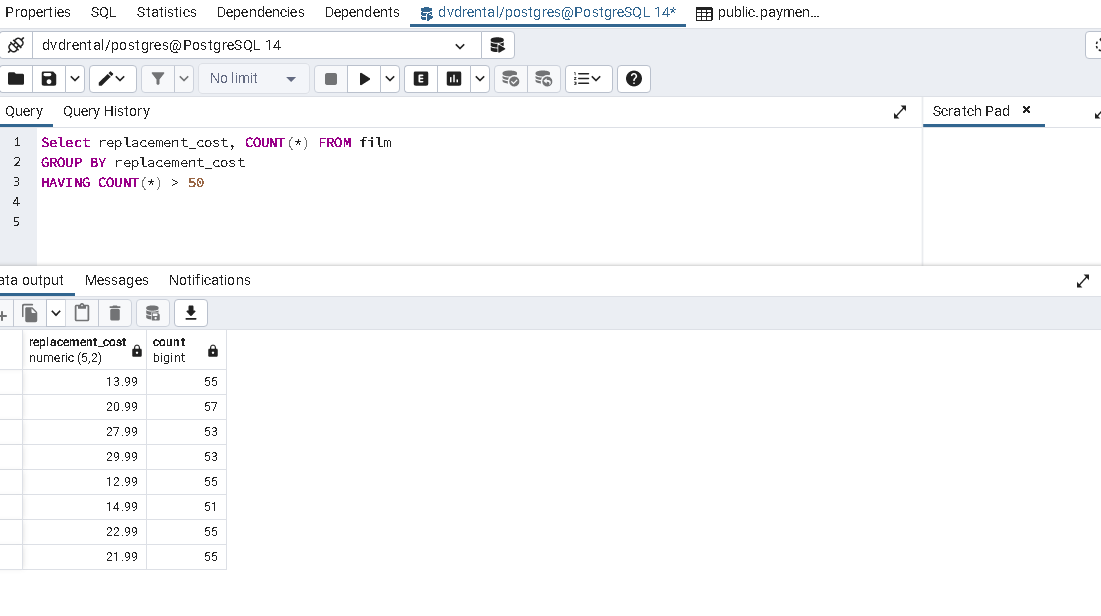 Properties SQL Statistics Dependencies Dependents dvdrental/postgres@PostgreSQL 14* public.paymen...
dvdrental/postgres@PostgreSQL 14
No limit E
Query Query History Scratch Pad
1 Select replacement_cost, COUNT(*) FROM film
2 GROUP BY replacement_cost
3 HAVING COUNT(*) > 50
4
5
ata output Messages Notifications
replacement_cost count
numeric (5,2) bigint
13.99 55
20.99 57
27.99 53
29.99 53
12.99 55
14.99 51
22.99 55
21.99 55